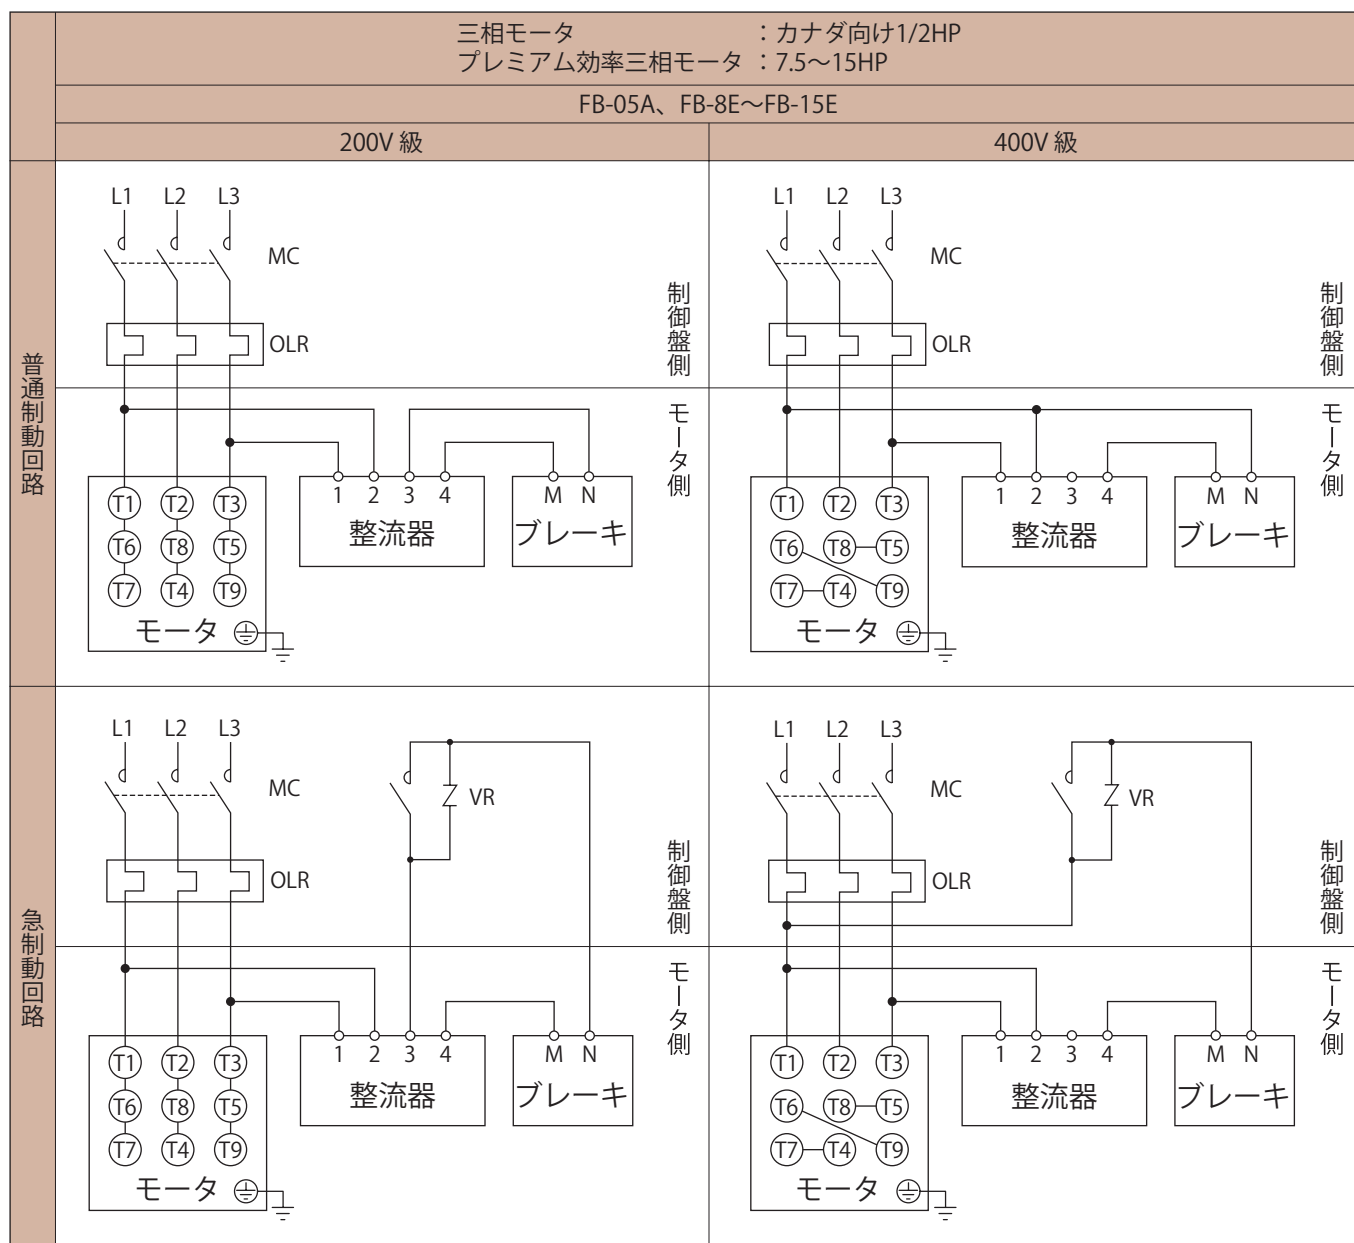 三相モータ ：カナダ向け1/2HP
プレミアム効率三相モータ ：7.5～15HP
FB-05A、FB-8E～FB-15E
200V 級
400V 級
普通制動回路
L1 L2 L3
MC
OLR
制御盤側
モータ側
1 2 3 4
M N
整流器
ブレーキ
T1 T2 T3
T6 T8 T5
T7 T4 T9
モータ
L1 L2 L3
MC
OLR
制御盤側
モータ側
1 2 3 4
M N
整流器
ブレーキ
T1 T2 T3
T6 T8 T5
T7 T4 T9
モータ
急制動回路
L1 L2 L3
MC
VR
OLR
制御盤側
モータ側
1 2 3 4
M N
整流器
ブレーキ
T1 T2 T3
T6 T8 T5
T7 T4 T9
モータ
L1 L2 L3
MC
VR
OLR
制御盤側
モータ側
1 2 3 4
M N
整流器
ブレーキ
T1 T2 T3
T6 T8 T5
T7 T4 T9
モータ